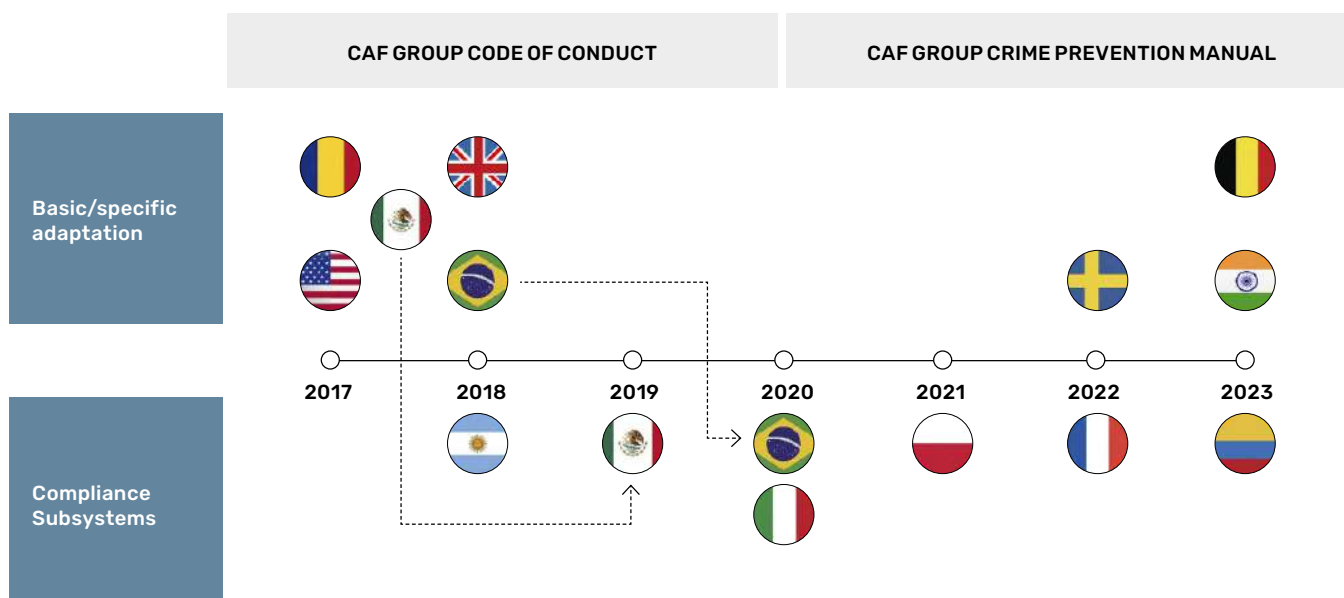 CAF GROUP CODE OF CONDUCT
CAF GROUP CRIME PREVENTION MANUAL
Basic/specific
adaptation
2017
2018
2019
2020
2021
2022
2023
Compliance
Subsystems